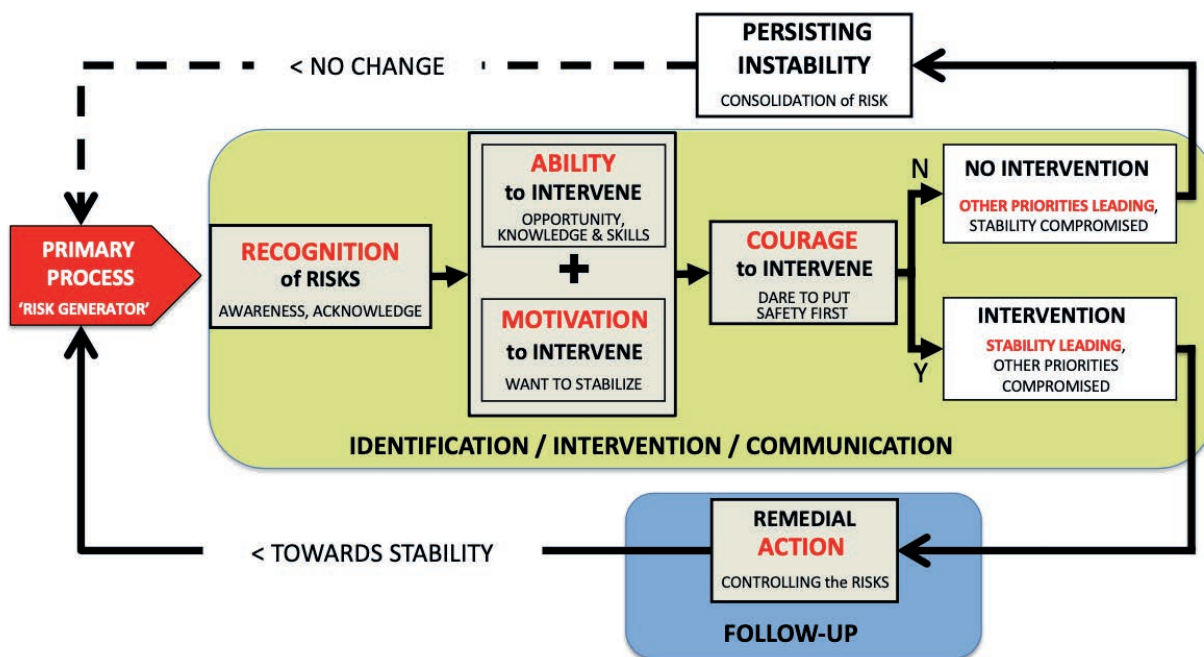 PERSISTING
INSTABILITY
CONSOLIDATION of RISK
< NO CHANGE
PRIMARY
PROCESS
‘RISK GENERATOR’
RECOGNITION
of RISKS
AWARENESS, ACKNOWLEDGE
ABILITY
to INTERVENE
OPPORTUNITY,
KNOWLEDGE & SKILLS
+
MOTIVATION
to INTERVENE
WANT TO STABILIZE
COURAGE
to INTERVENE
DARE TO PUT
SAFETY FIRST
N
NO INTERVENTION
OTHER PRIORITIES LEADING,
STABILITY COMPROMISED
Y
INTERVENTION
STABILITY LEADING,
OTHER PRIORITIES
COMPROMISED
IDENTIFICATION / INTERVENTION / COMMUNICATION
< TOWARDS STABILITY
REMEDIAL
ACTION
CONTROLLING the RISKS
FOLLOW-UP